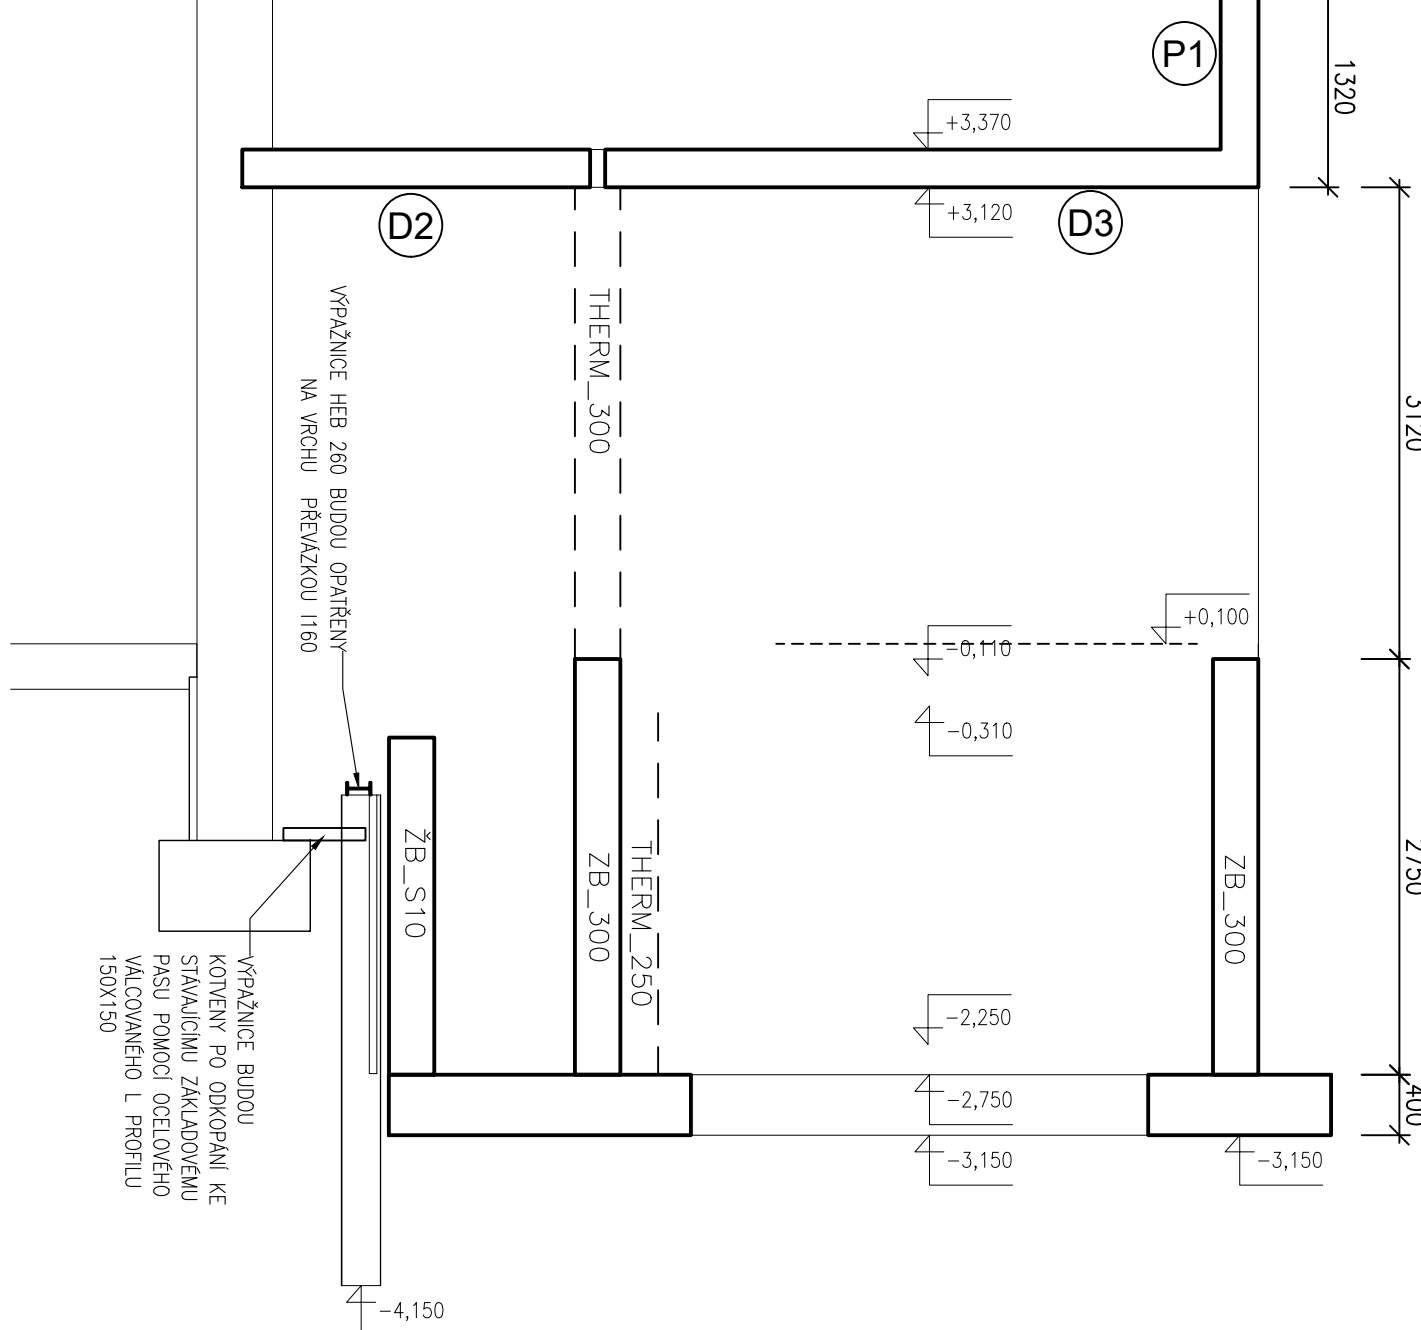 P1
1320
+3,370
D2
+3,120
D3
3120
THERM_300
VÝPAŽNICE HEB 260 BUDOU OPATŘENY
NA VRCHU PŘEVÁZKOU I160
+0,100
-0,110
-0,310
2750
ŽB_S10
ZB_300
THERM_250
ZB_300
VÝPAŽNICE BUDOU
KOTVENY PO ODKOPÁNÍ KE
STÁVAJÍCÍMU ZÁKLADOVÉMU
PASU POMOCÍ OCELOVÉHO
VÁLCOVANÉHO L PROFILU
150X150
-2,250
-2,750
400
-3,150
-3,150
-4,150